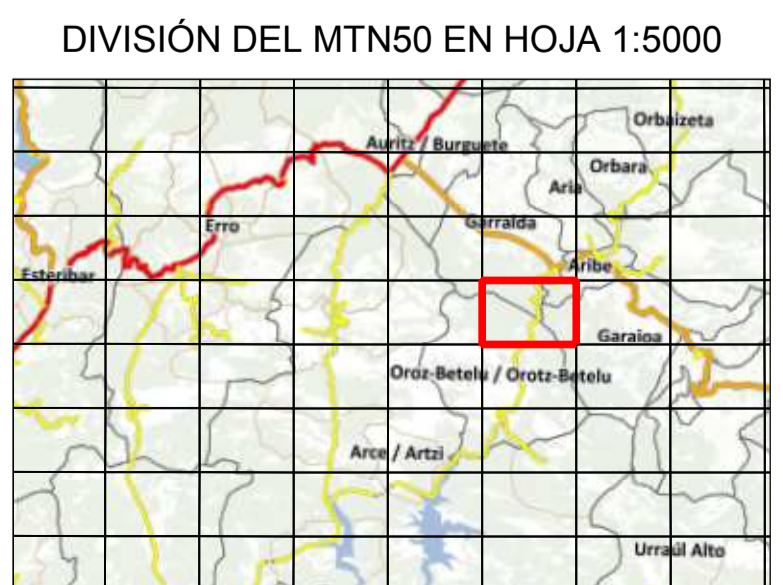 DIVISIÓN DEL MTN50 EN HOJA 1:5000
Orbaizeta
Auritz / Burguete
Orbara
Aria
Erro
Garralda
Esteribar
Aribe
Garaioa
Oroz-Betelu / Orotz-Betelu
Arce / Artzi
Urraúl Alto